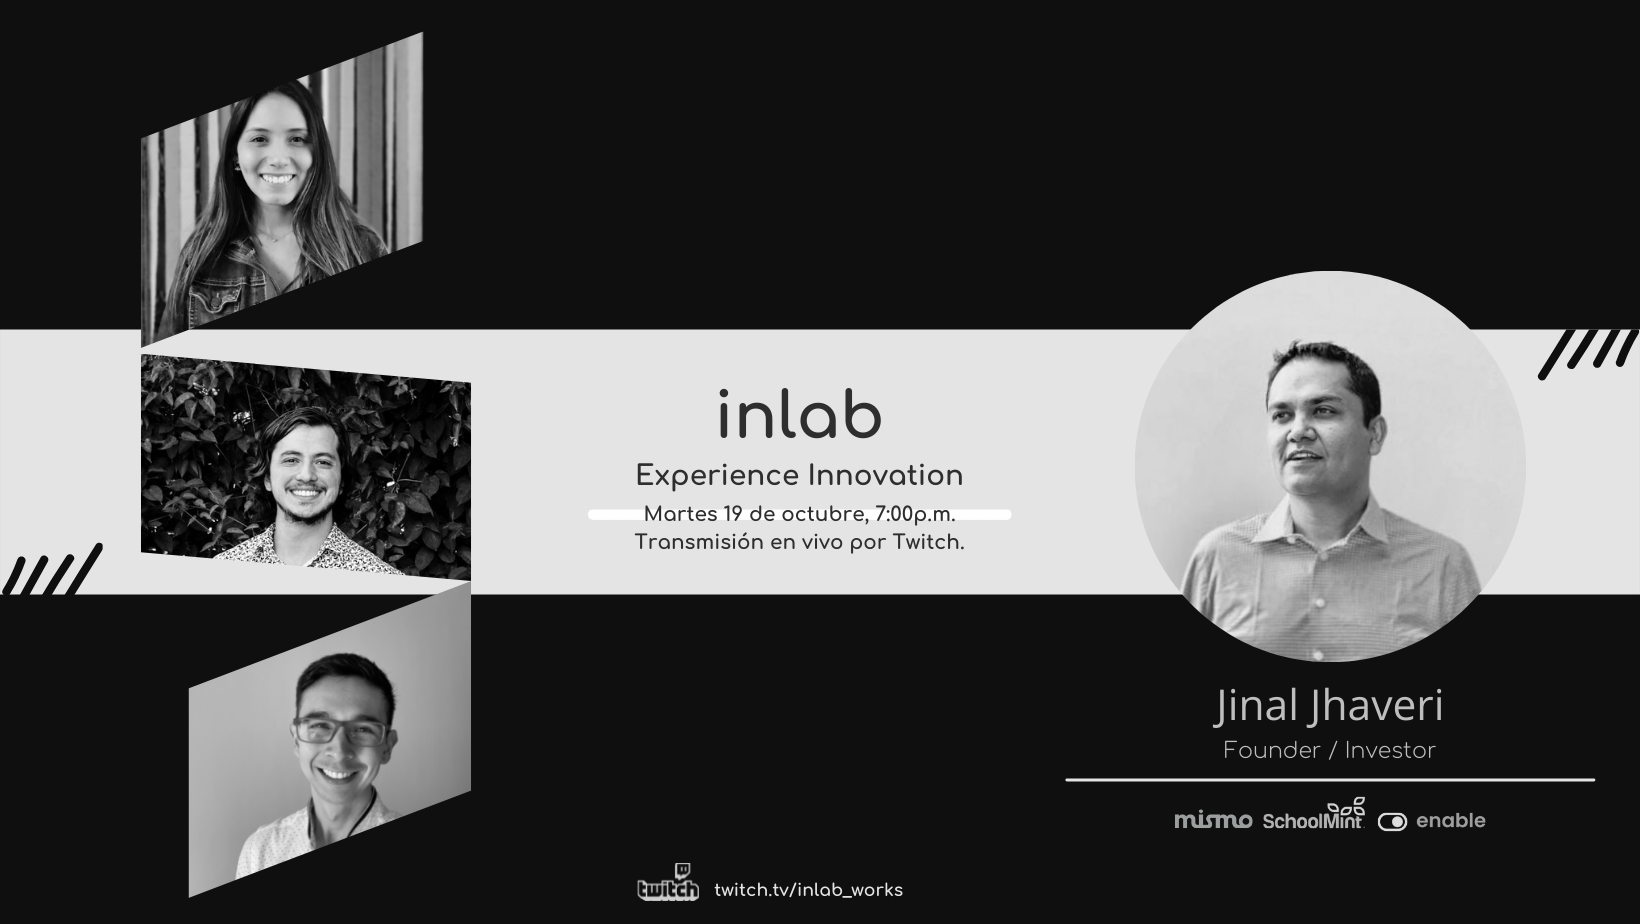 inlab
Experience Innovation
Martes 19 de octubre, 7:00p.m.
Transmisión en vivo por Twitch.
Jinal Jhaveri
Founder / Investor
mismo SchoolMint enable
twitch twitch.tv/inlab_works